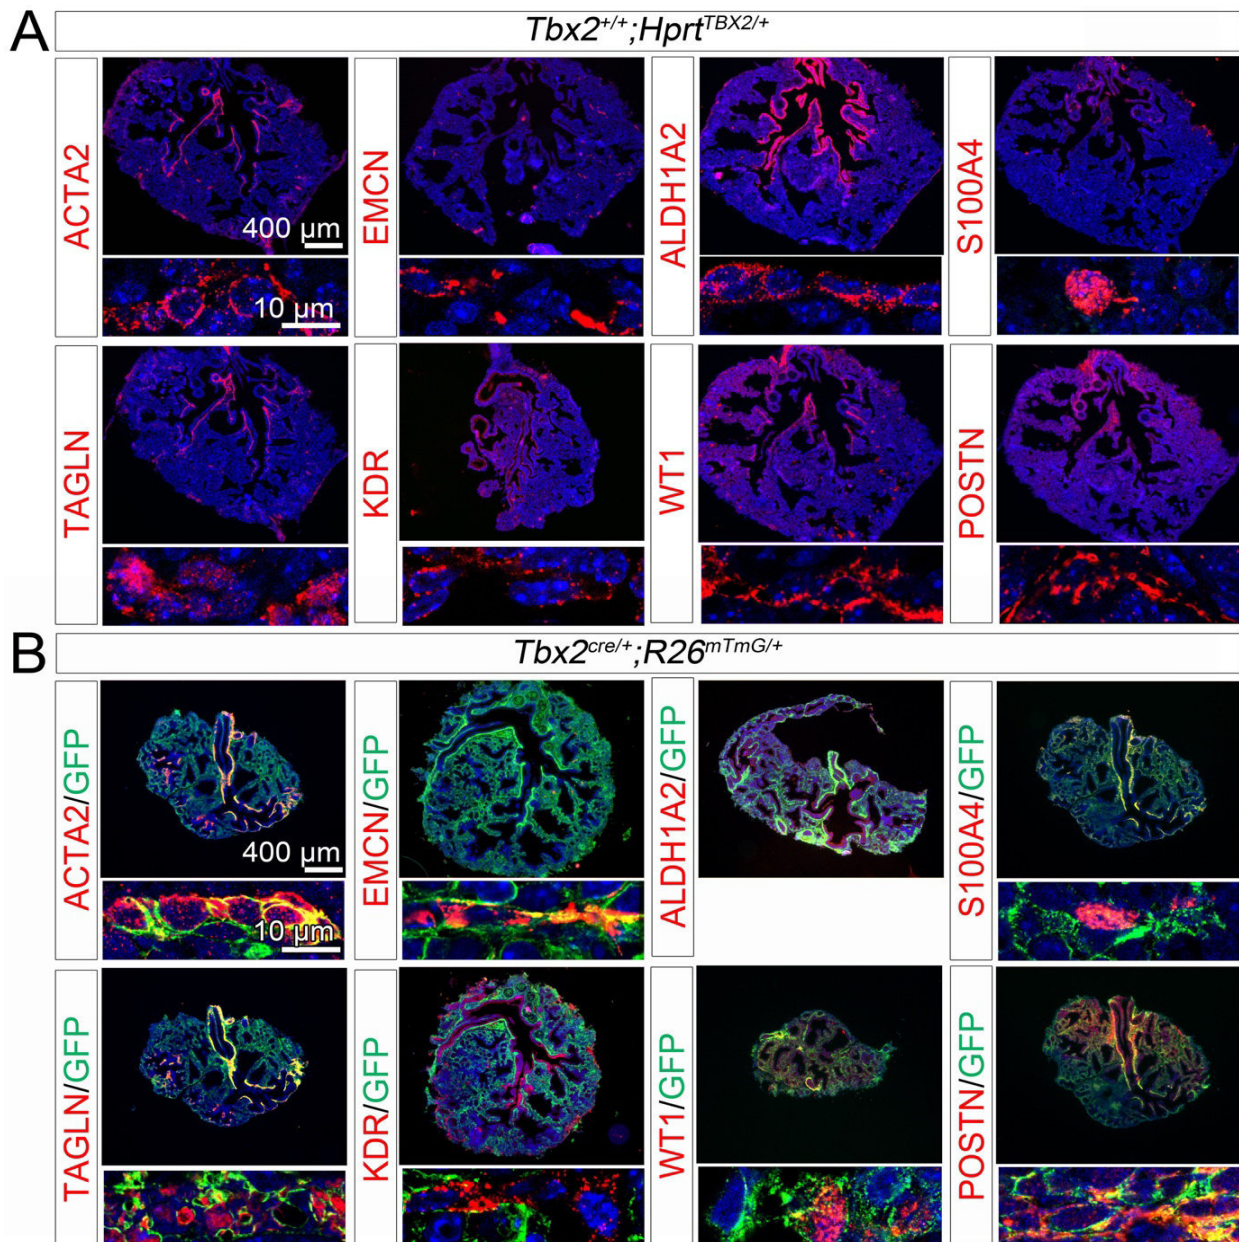 A
Tbx2+/+;HprtTBX2/+
ACTA2
400 µm
10 µm
EMCN
ALDH1A2
S100A4
TAGLN
KDR
WT1
POSTN
B
Tbx2cre/+;R26mTmG/+
ACTA2/GFP
400 µm
10 µm
EMCN/GFP
ALDH1A2/GFP
S100A4/GFP
TAGLN/GFP
KDR/GFP
WT1/GFP
POSTN/GFP